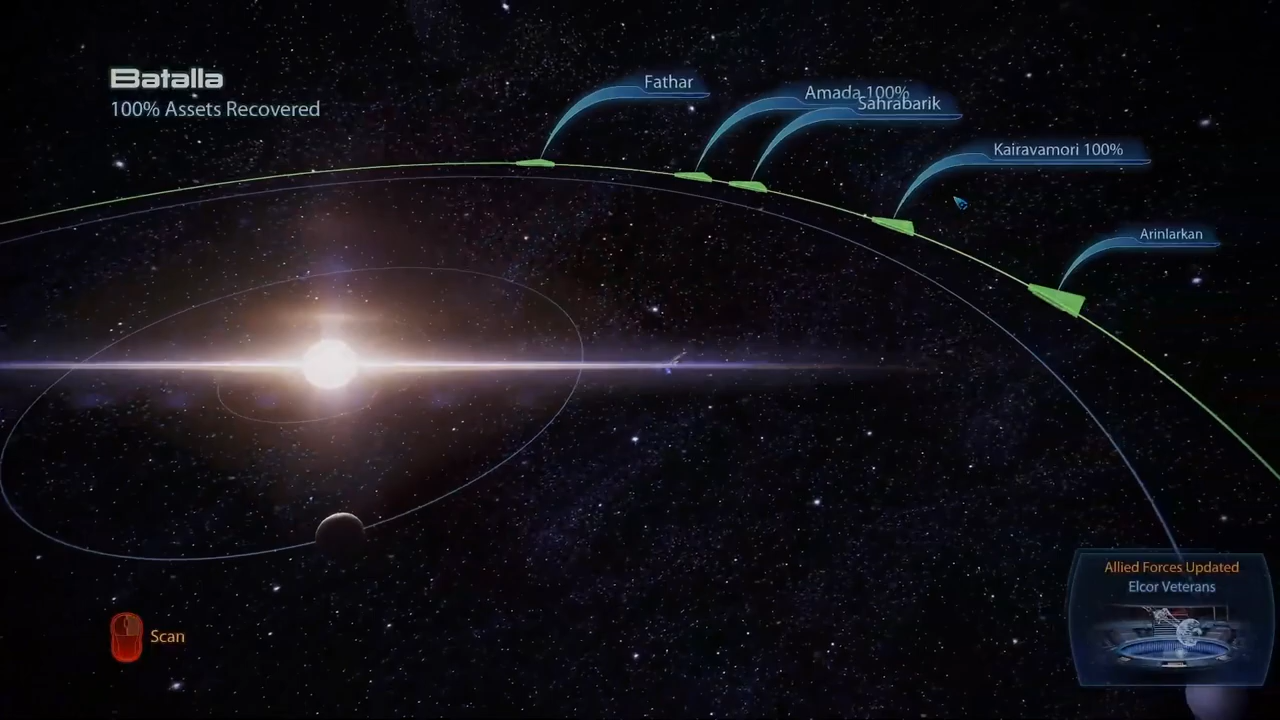 Batalla
100% Assets Recovered
Fathar
Amada 100%
Sahrabarik
Kairavamori 100%
Arinlarkan
Allied Forces Updated
Elcor Veterans
Scan